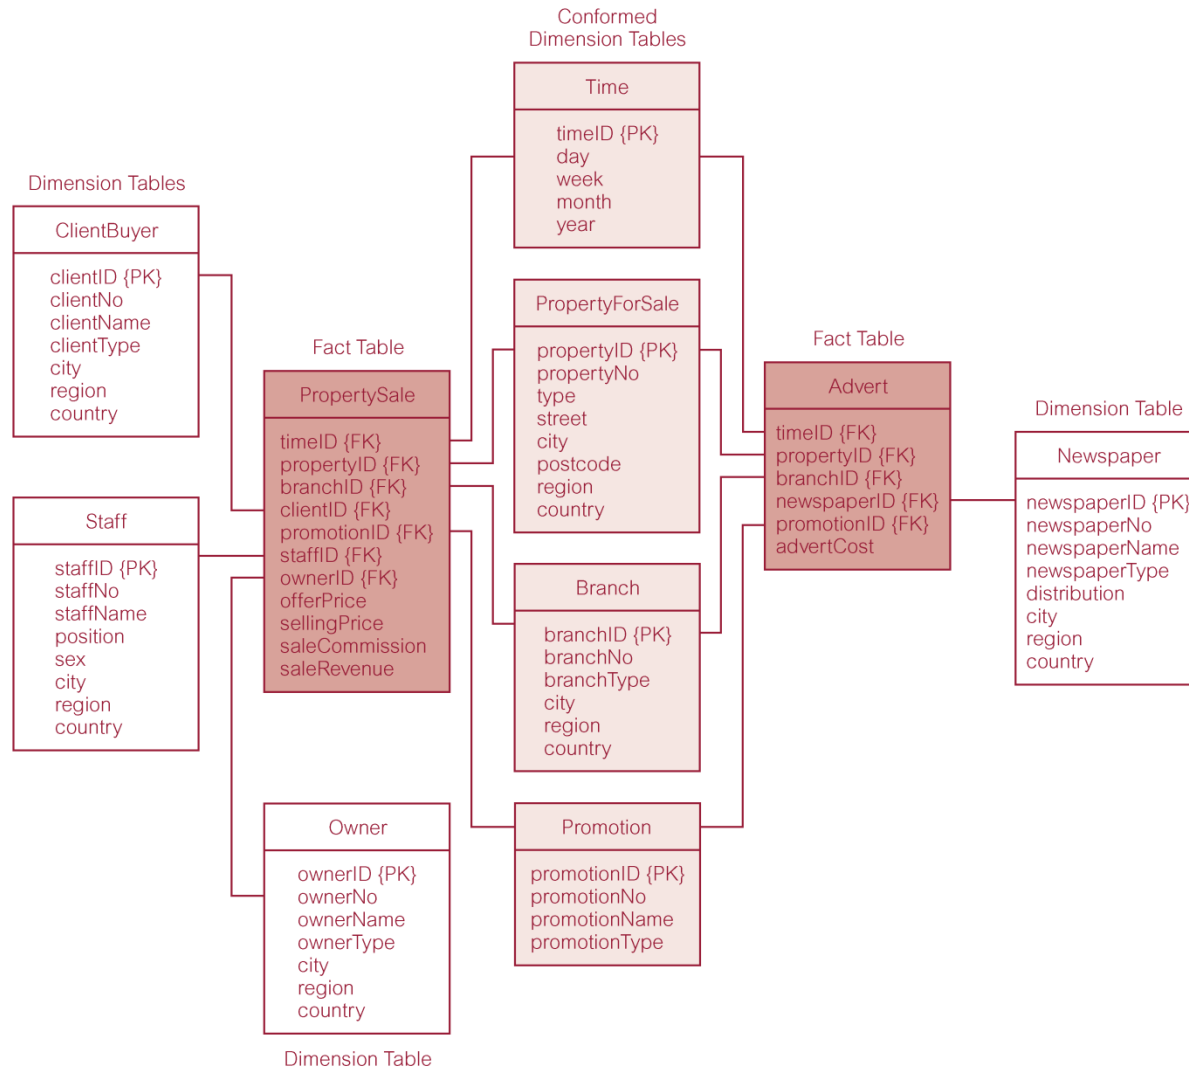 Conformed
Dimension Tables
Time
timeID {PK}
day
week
month
year
Dimension Tables
ClientBuyer
clientID {PK}
clientNo
clientName
clientType
city
region
country
Fact Table
PropertySale
timeID {FK}
propertyID {FK}
branchID {FK}
clientID {FK}
promotionID {FK}
staffID {FK}
ownerID {FK}
offerPrice
sellingPrice
saleCommission
saleRevenue
PropertyForSale
propertyID {PK}
propertyNo
type
street
city
postcode
region
country
Fact Table
Advert
timeID {FK}
propertyID {FK}
branchID {FK}
newspaperID {FK}
promotionID {FK}
advertCost
Dimension Table
Newspaper
newspaperID {PK}
newspaperNo
newspaperName
newspaperType
distribution
city
region
country
Staff
staffID {PK}
staffNo
staffName
position
sex
city
region
country
Branch
branchID {PK}
branchNo
branchType
city
region
country
Owner
ownerID {PK}
ownerNo
ownerName
ownerType
city
region
country
Dimension Table
Promotion
promotionID {PK}
promotionNo
promotionName
promotionType